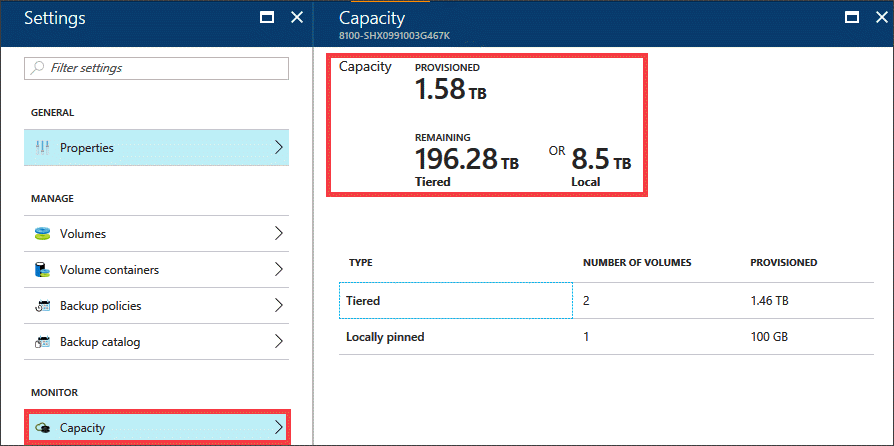 Settings
Filter settings
GENERAL
Properties
MANAGE
Volumes
Volume containers
Backup policies
Backup catalog
MONITOR
Capacity
Capacity
8100-SHX0991003G467K
Capacity
PROVISIONED
1.58 TB
REMAINING
196.28 TB OR 8.5 TB
Tiered Local
TYPE NUMBER OF VOLUMES PROVISIONED
Tiered 2 1.46 TB
Locally pinned 1 100 GB